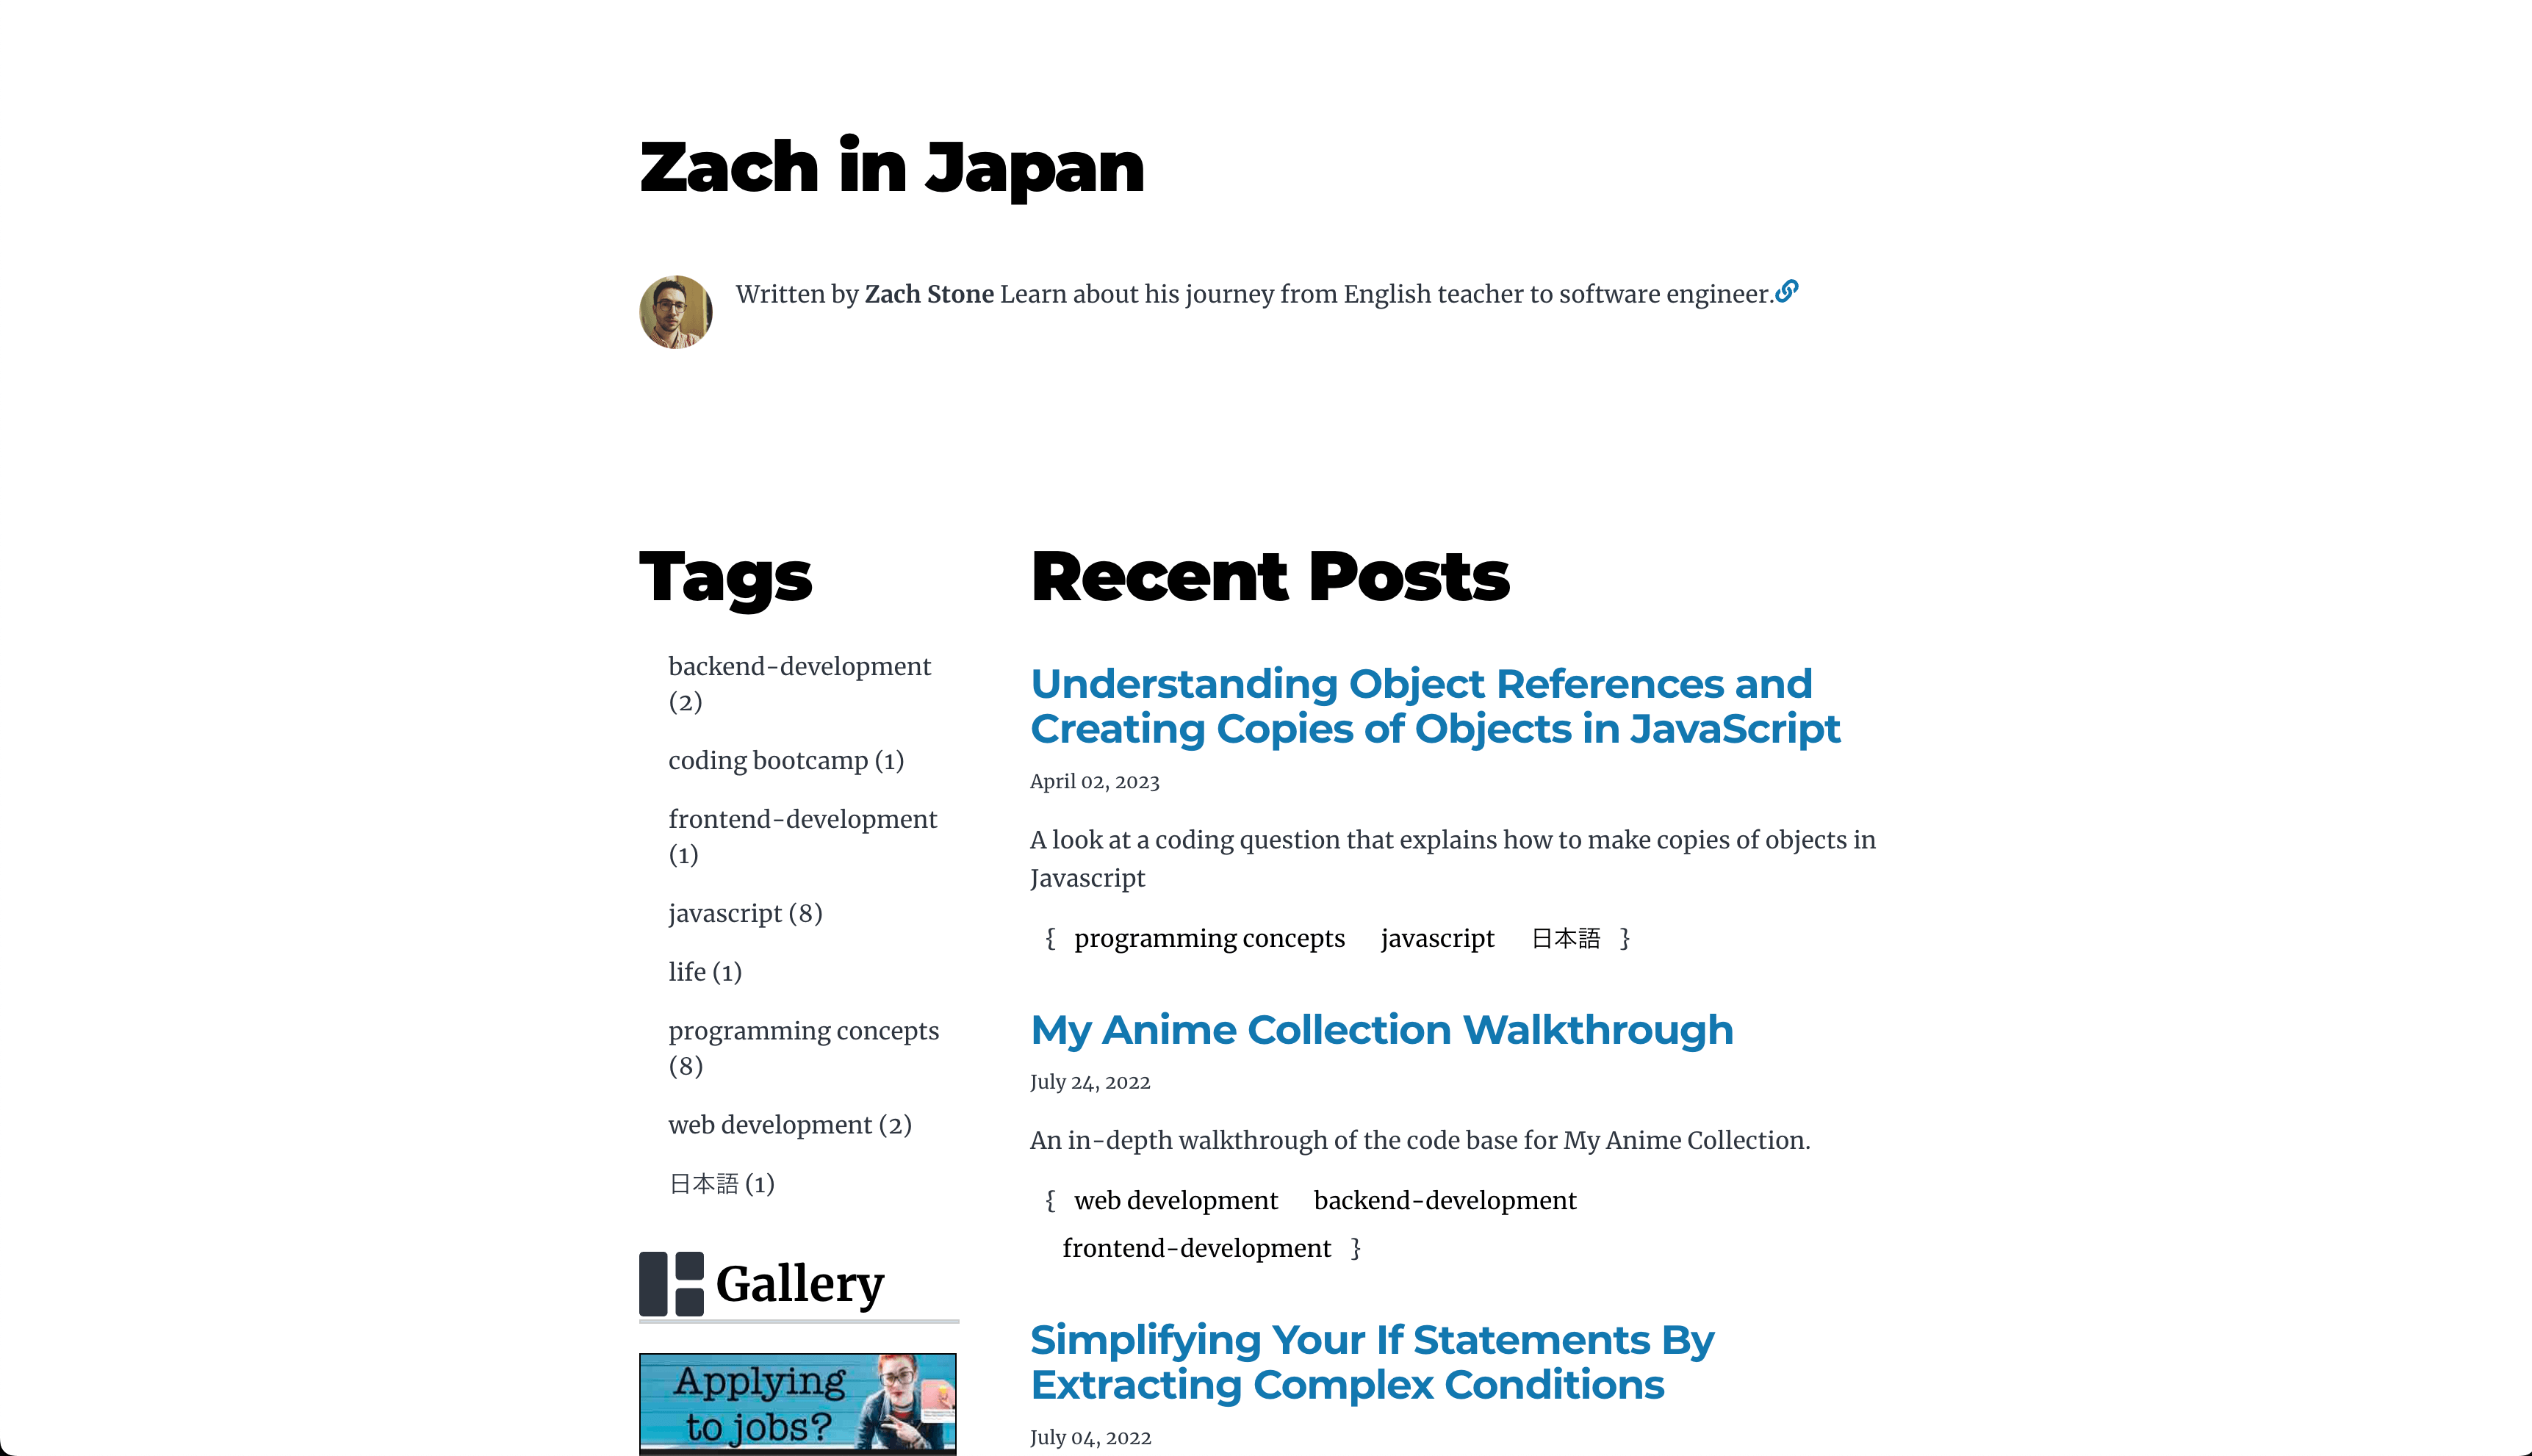 Zach in Japan
Written by Zach Stone Learn about his journey from English teacher to software engineer.
Tags
backend-development
(2)
coding bootcamp (1)
frontend-development
(1)
javascript (8)
life (1)
programming concepts
(8)
web development (2)
日本語 (1)
Gallery
Applying
to jobs?
Recent Posts
Understanding Object References and
Creating Copies of Objects in JavaScript
April 02, 2023
A look at a coding question that explains how to make copies of objects in
Javascript
{ programming concepts javascript 日本語 }
My Anime Collection Walkthrough
July 24, 2022
An in-depth walkthrough of the code base for My Anime Collection.
{ web development backend-development
frontend-development }
Simplifying Your If Statements By
Extracting Complex Conditions
July 04, 2022